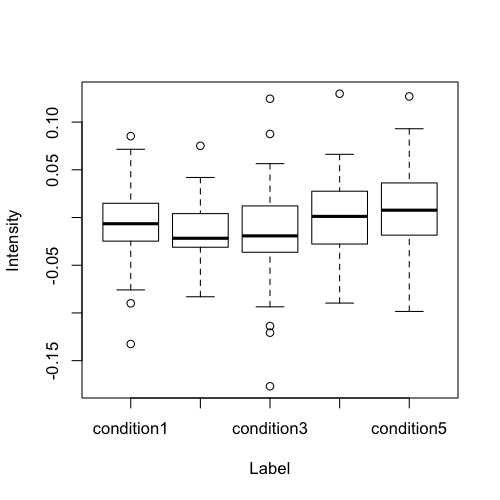 Intensity
0.10
0.05
-0.05
-0.15
condition1
condition3
condition5
Label